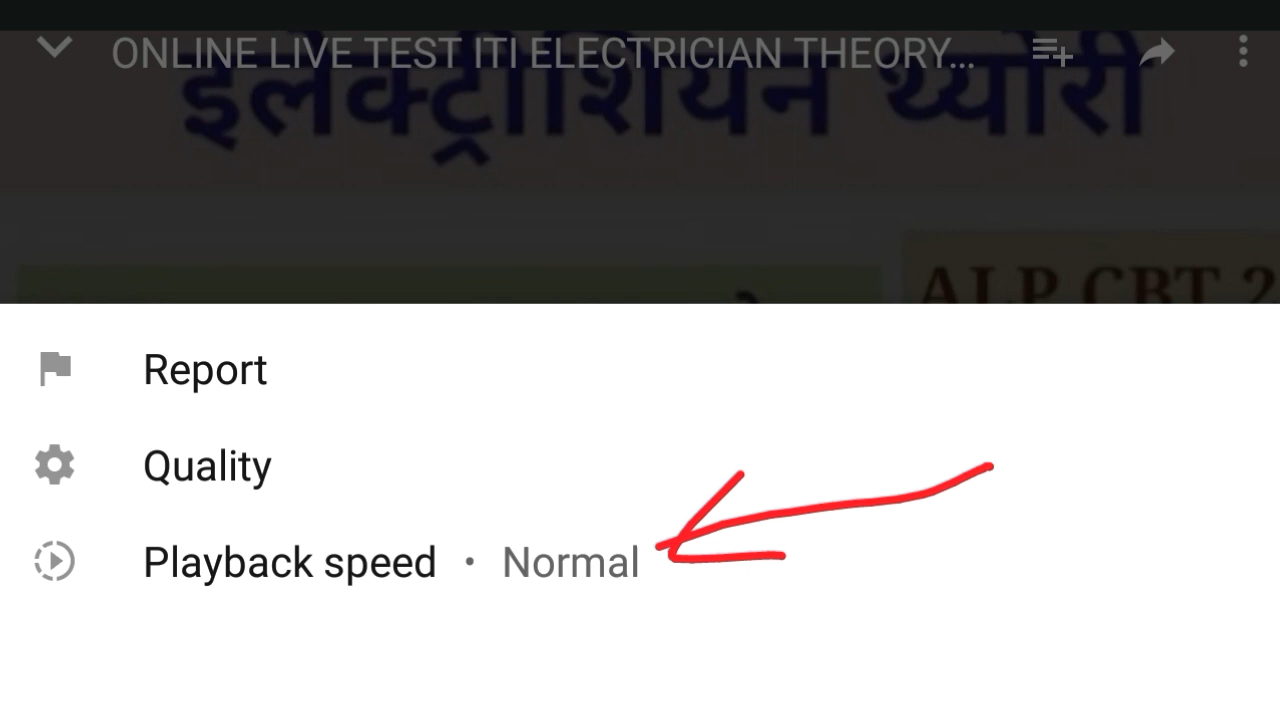 ONLINE LIVE TEST ITI ELECTRICIAN THEORY...
इलेक्ट्रीशियन थ्योरी
ALP CBT 2
Report
Quality
Playback speed • Normal